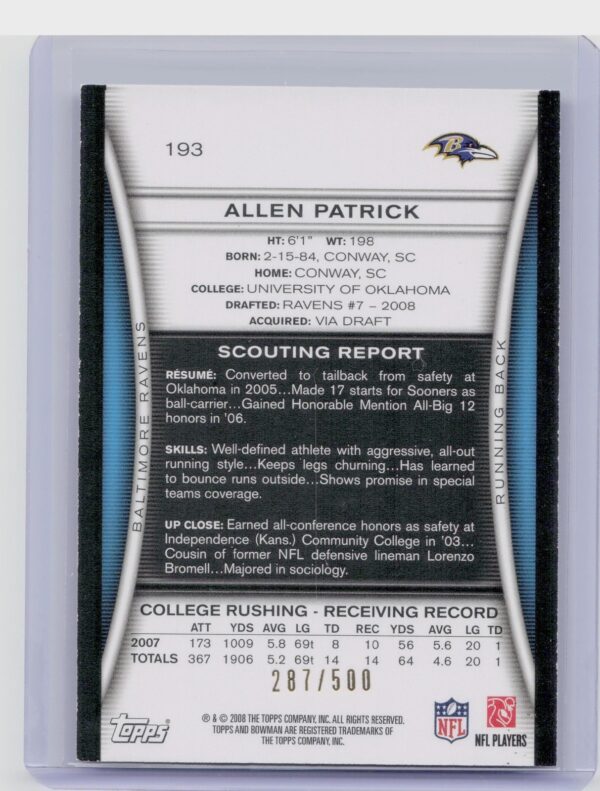 193
B
ALLEN PATRICK
HT: 6'1" WT: 198
BORN: 2-15-84, CONWAY, SC
HOME: CONWAY, SC
COLLEGE: UNIVERSITY OF OKLAHOMA
DRAFTED: RAVENS #7 – 2008
ACQUIRED: VIA DRAFT
BALTIMORE RAVENS
RUNNING BACK
SCOUTING REPORT
RÉSUMÉ: Converted to tailback from safety at
Oklahoma in 2005...Made 17 starts for Sooners as
ball-carrier...Gained Honorable Mention All-Big 12
honors in '06.
SKILLS: Well-defined athlete with aggressive, all-out
running style...Keeps legs churning...Has learned
to bounce runs outside...Shows promise in special
teams coverage.
UP CLOSE: Earned all-conference honors as safety at
Independence (Kans.) Community College in '03...
Cousin of former NFL defensive lineman Lorenzo
Bromell...Majored in sociology.
COLLEGE RUSHING - RECEIVING RECORD
ATT YDS AVG LG TD REC YDS AVG LG TD
2007 173 1009 5.8 69t 8 10 56 5.6 20 1
TOTALS 367 1906 5.2 69t 14 14 64 4.6 20 1
287/500
Topps
® & © 2008 THE TOPPS COMPANY, INC. ALL RIGHTS RESERVED.
TOPPS AND BOWMAN ARE REGISTERED TRADEMARKS OF
THE TOPPS COMPANY, INC.
NFL
NFL PLAYERS